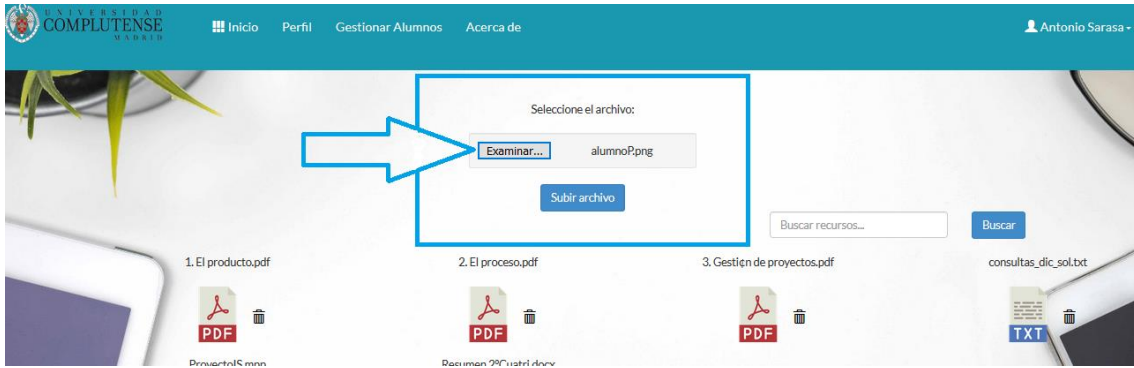 UNIVERSIDAD
COMPLUTENSE
MADRID
Inicio Perfil Gestionar Alumnos Acerca de
Antonio Sarasa
Seleccione el archivo:
Examinar... alumnoP.png
Subir archivo
Buscar recursos... Buscar
1. El producto.pdf 2. El proceso.pdf 3. Gesti¢n de proyectos.pdf consultas_dic_sol.txt
PDF PDF PDF TXT
ProyectoIS.mpp Resumen 2ºCuatri.docx